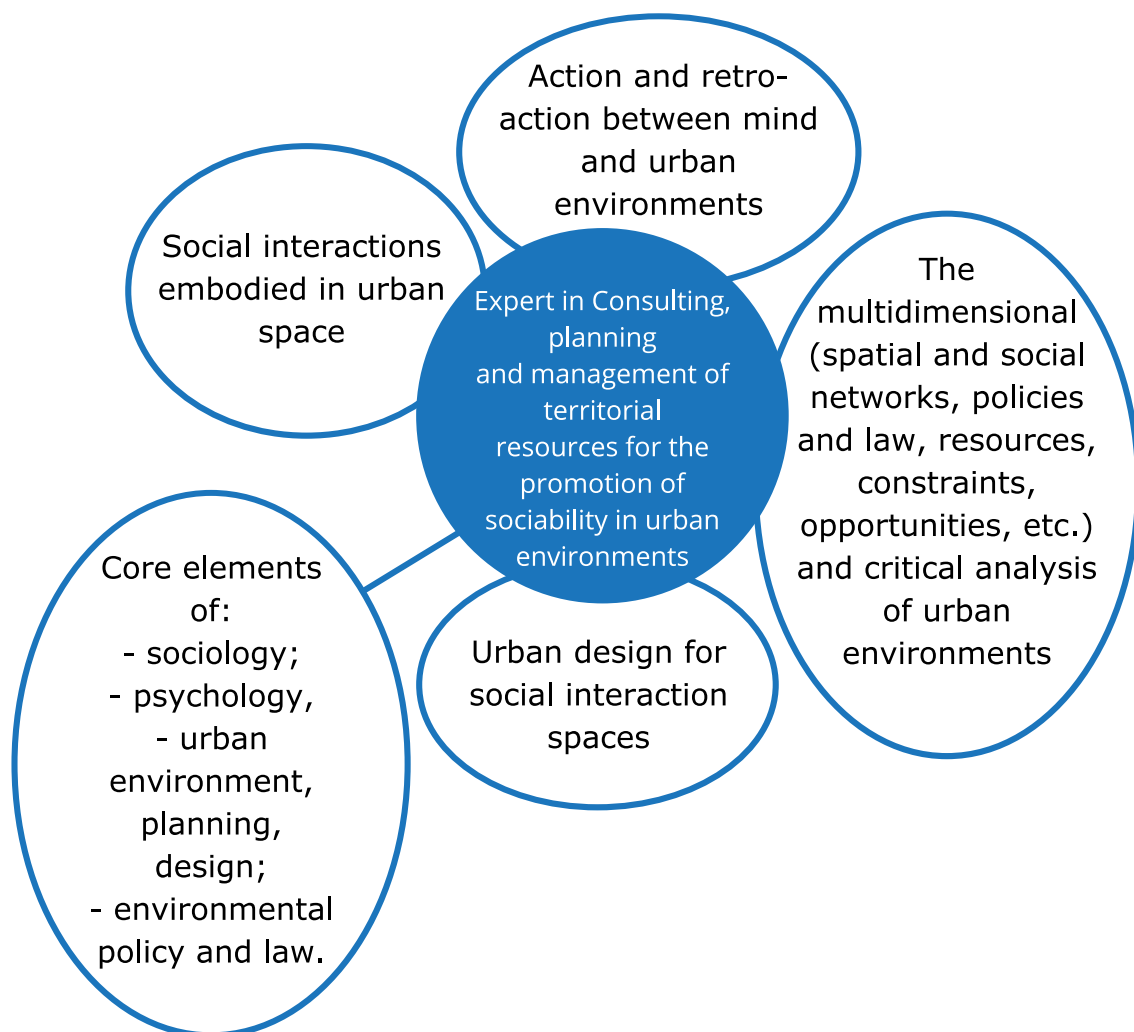 Action and retro-
action between mind
and urban
environments
Social interactions
embodied in urban
space
Expert in Consulting,
planning
and management of
territorial
resources for the
promotion of
sociability in urban
environments
The
multidimensional
(spatial and social
networks, policies
and law, resources,
constraints,
opportunities, etc.)
and critical analysis
of urban
environments
Core elements
of:
- sociology;
- psychology,
- urban
environment,
planning,
design;
- environmental
policy and law.
Urban design for
social interaction
spaces